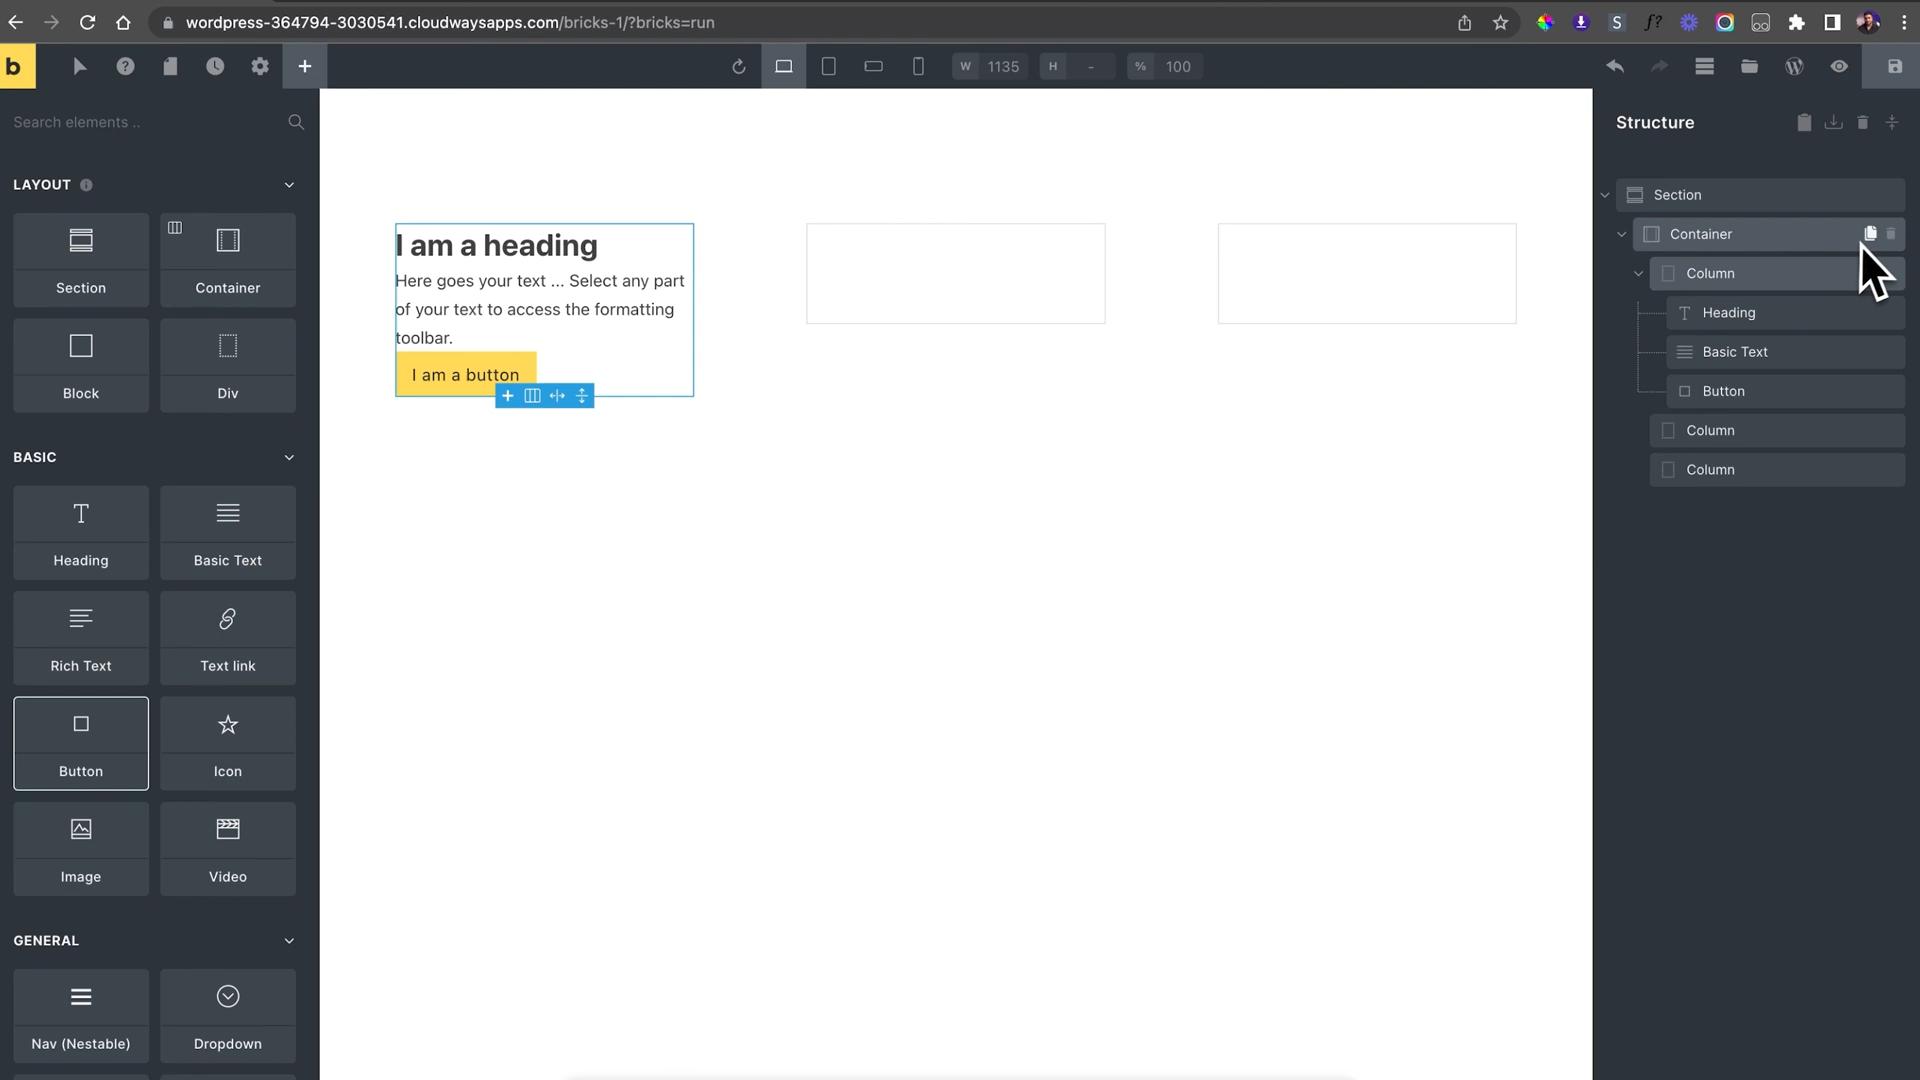 wordpress-364794-3030541.cloudwaysapps.com/bricks-1/?bricks=run
S
f?
b
W 1135 H - % 100
Search elements ..
Structure
LAYOUT
Section
Container
Block
Div
BASIC
Heading
Basic Text
Rich Text
Text link
Button
Icon
Image
Video
GENERAL
Nav (Nestable)
Dropdown
I am a heading
Here goes your text ... Select any part
of your text to access the formatting
toolbar.
I am a button
Section
Container
Column
Heading
Basic Text
Button
Column
Column